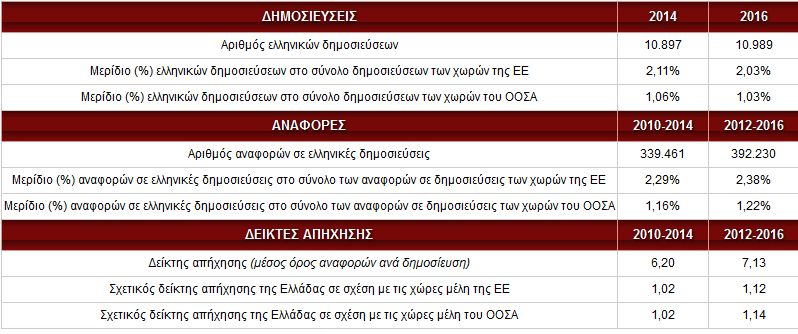 ΔΗΜΟΣΙΕΥΣΕΙΣ 2014 2016
Αριθμός ελληνικών δημοσιεύσεων 10.897 10.989
Μερίδιο (%) ελληνικών δημοσιεύσεων στο σύνολο δημοσιεύσεων των χωρών της ΕΕ 2,11% 2,03%
Μερίδιο (%) ελληνικών δημοσιεύσεων στο σύνολο δημοσιεύσεων των χωρών του ΟΟΣΑ 1,06% 1,03%
ΑΝΑΦΟΡΕΣ 2010-2014 2012-2016
Αριθμός αναφορών σε ελληνικές δημοσιεύσεις 339.461 392.230
Μερίδιο (%) αναφορών σε ελληνικές δημοσιεύσεις στο σύνολο των αναφορών σε δημοσιεύσεις των χωρών της ΕΕ 2,29% 2,38%
Μερίδιο (%) αναφορών σε ελληνικές δημοσιεύσεις στο σύνολο των αναφορών σε δημοσιεύσεις των χωρών του ΟΟΣΑ 1,16% 1,22%
ΔΕΙΚΤΕΣ ΑΠΗΧΗΣΗΣ 2010-2014 2012-2016
Δείκτης απήχησης (μέσος όρος αναφορών ανά δημοσίευση) 6,20 7,13
Σχετικός δείκτης απήχησης της Ελλάδας σε σχέση με τις χώρες μέλη της ΕΕ 1,02 1,12
Σχετικός δείκτης απήχησης της Ελλάδας σε σχέση με τις χώρες μέλη του ΟΟΣΑ 1,02 1,14